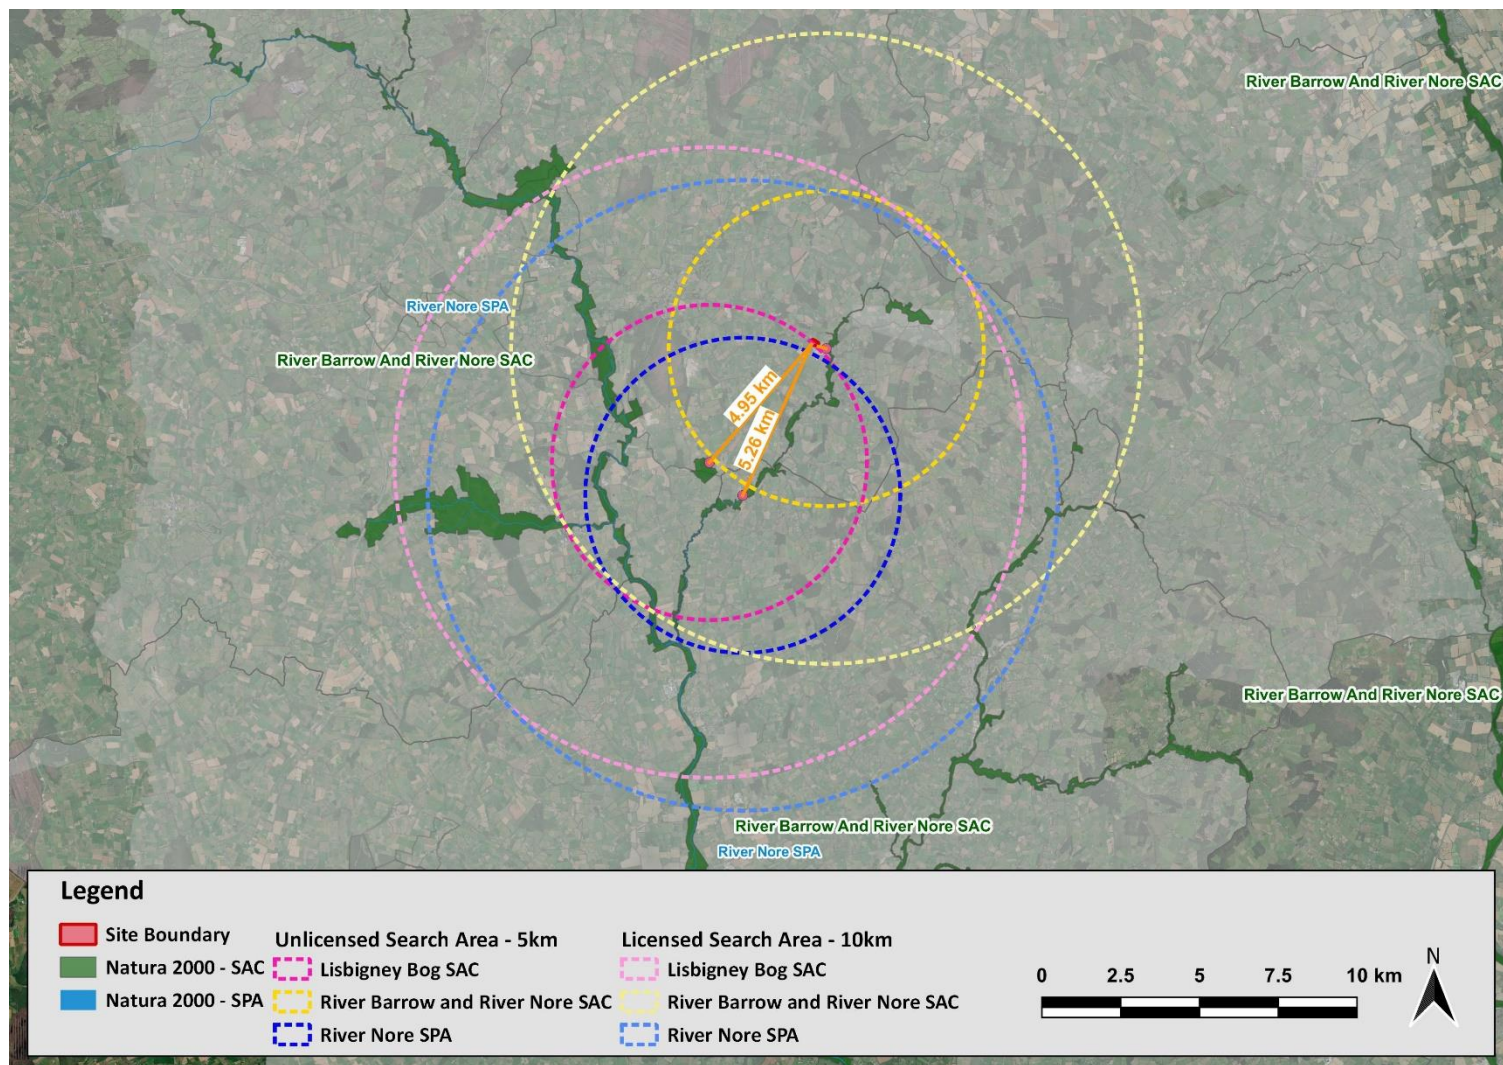 River Barrow And River Nore SAC
River Nore SPA
River Barrow And River Nore SAC
4.95 km
5.26 km
River Barrow And River Nore SAC
River Barrow And River Nore SAC
River Nore SPA
Legend
Site Boundary
Natura 2000 - SAC
Natura 2000 - SPA
Unlicensed Search Area - 5km
Lisbigney Bog SAC
River Barrow and River Nore SAC
River Nore SPA
Licensed Search Area - 10km
Lisbigney Bog SAC
River Barrow and River Nore SAC
River Nore SPA
0 2.5 5 7.5 10 km
N